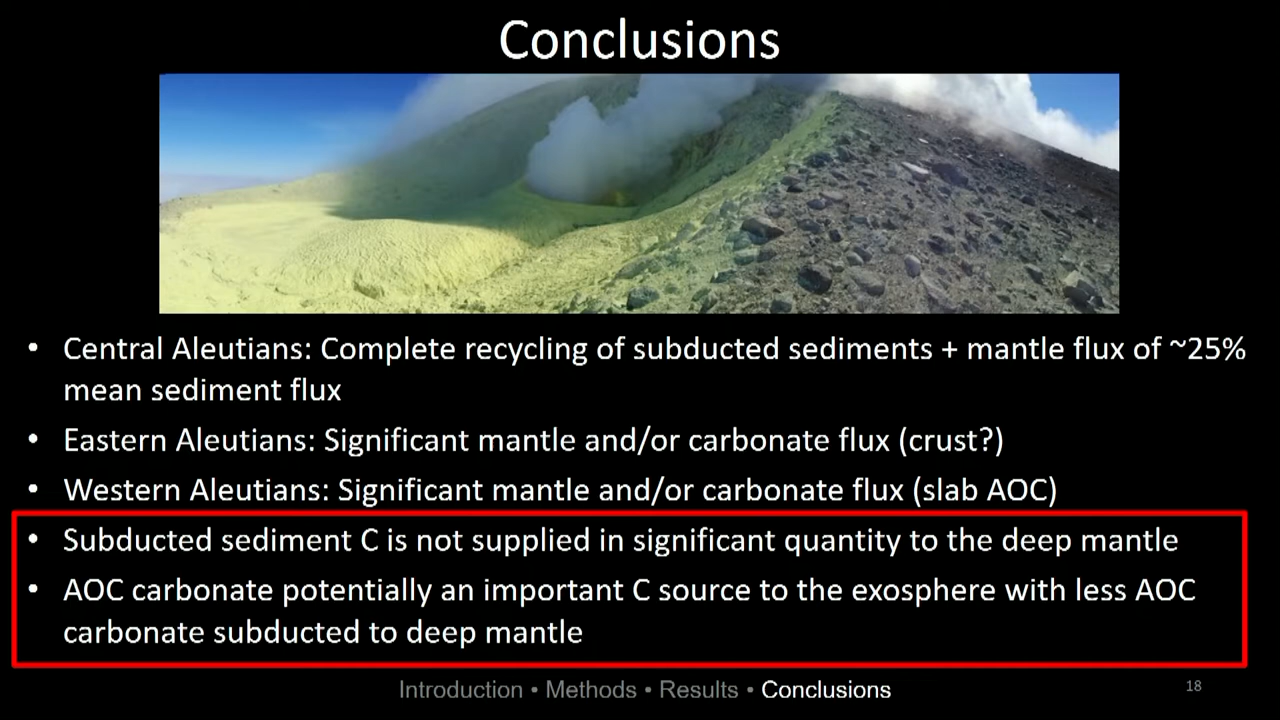 Conclusions
• Central Aleutians: Complete recycling of subducted sediments + mantle flux of ~25%
mean sediment flux
• Eastern Aleutians: Significant mantle and/or carbonate flux (crust?)
• Western Aleutians: Significant mantle and/or carbonate flux (slab AOC)
• Subducted sediment C is not supplied in significant quantity to the deep mantle
• AOC carbonate potentially an important C source to the exosphere with less AOC
carbonate subducted to deep mantle
Introduction • Methods • Results • Conclusions
18